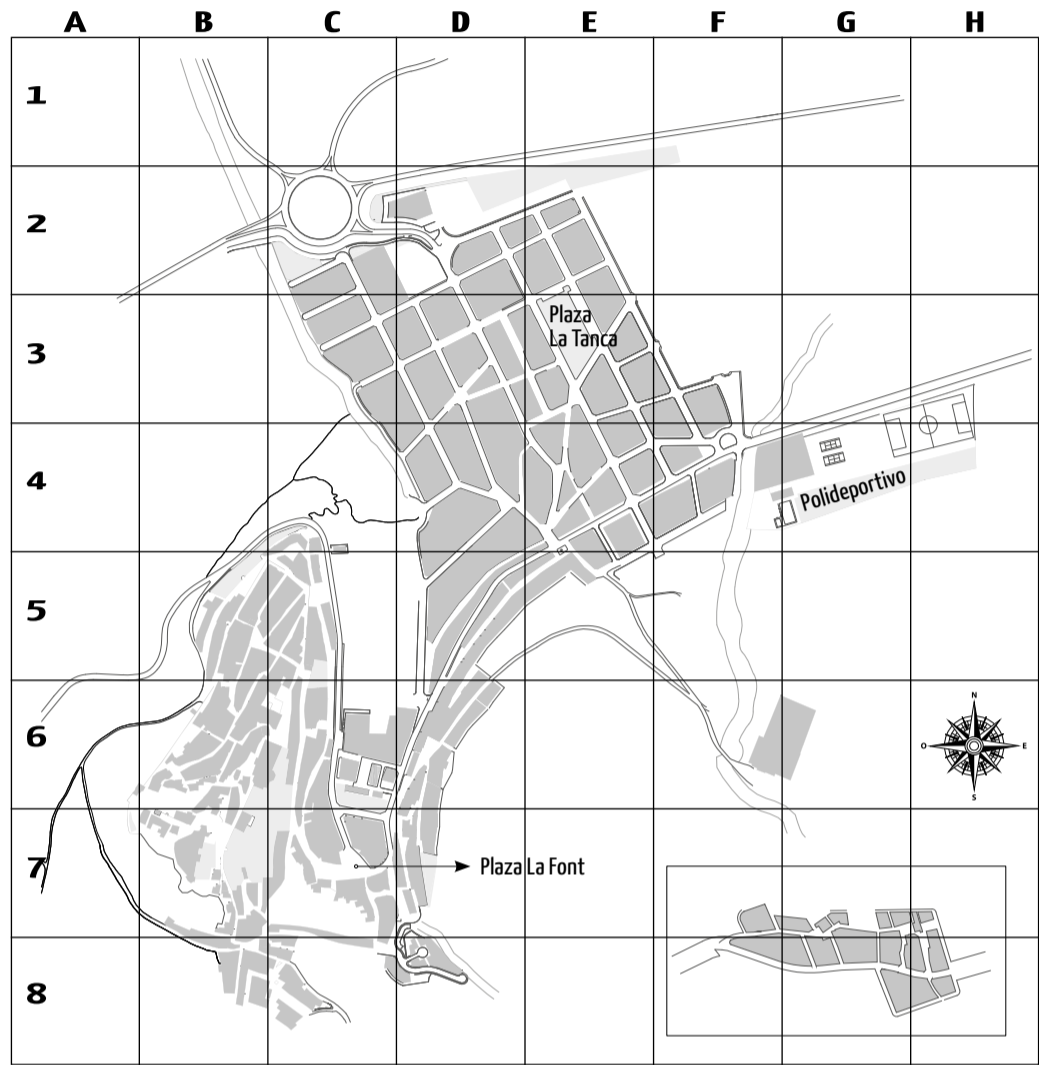 A B C D E F G H
1
2
3
Plaza
La Tanca
4
Polideportivo
5
6
N
O E
S
7
Plaza La Font
8